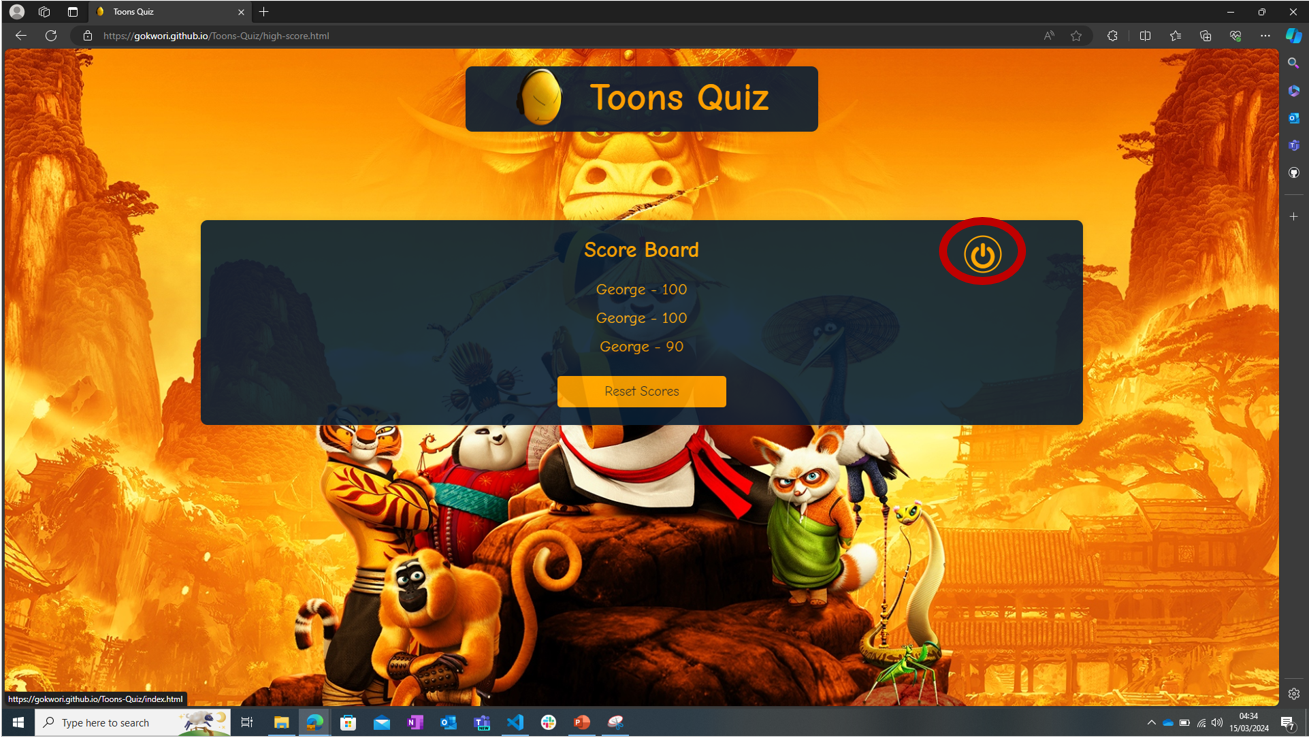 Toons Quiz
https://gokwori.github.io/Toons-Quiz/high-score.html
Toons Quiz
Score Board
George - 100
George - 100
George - 90
Reset Scores
https://gokwori.github.io/Toons-Quiz/index.html
Type here to search
04:34
15/03/2024
7